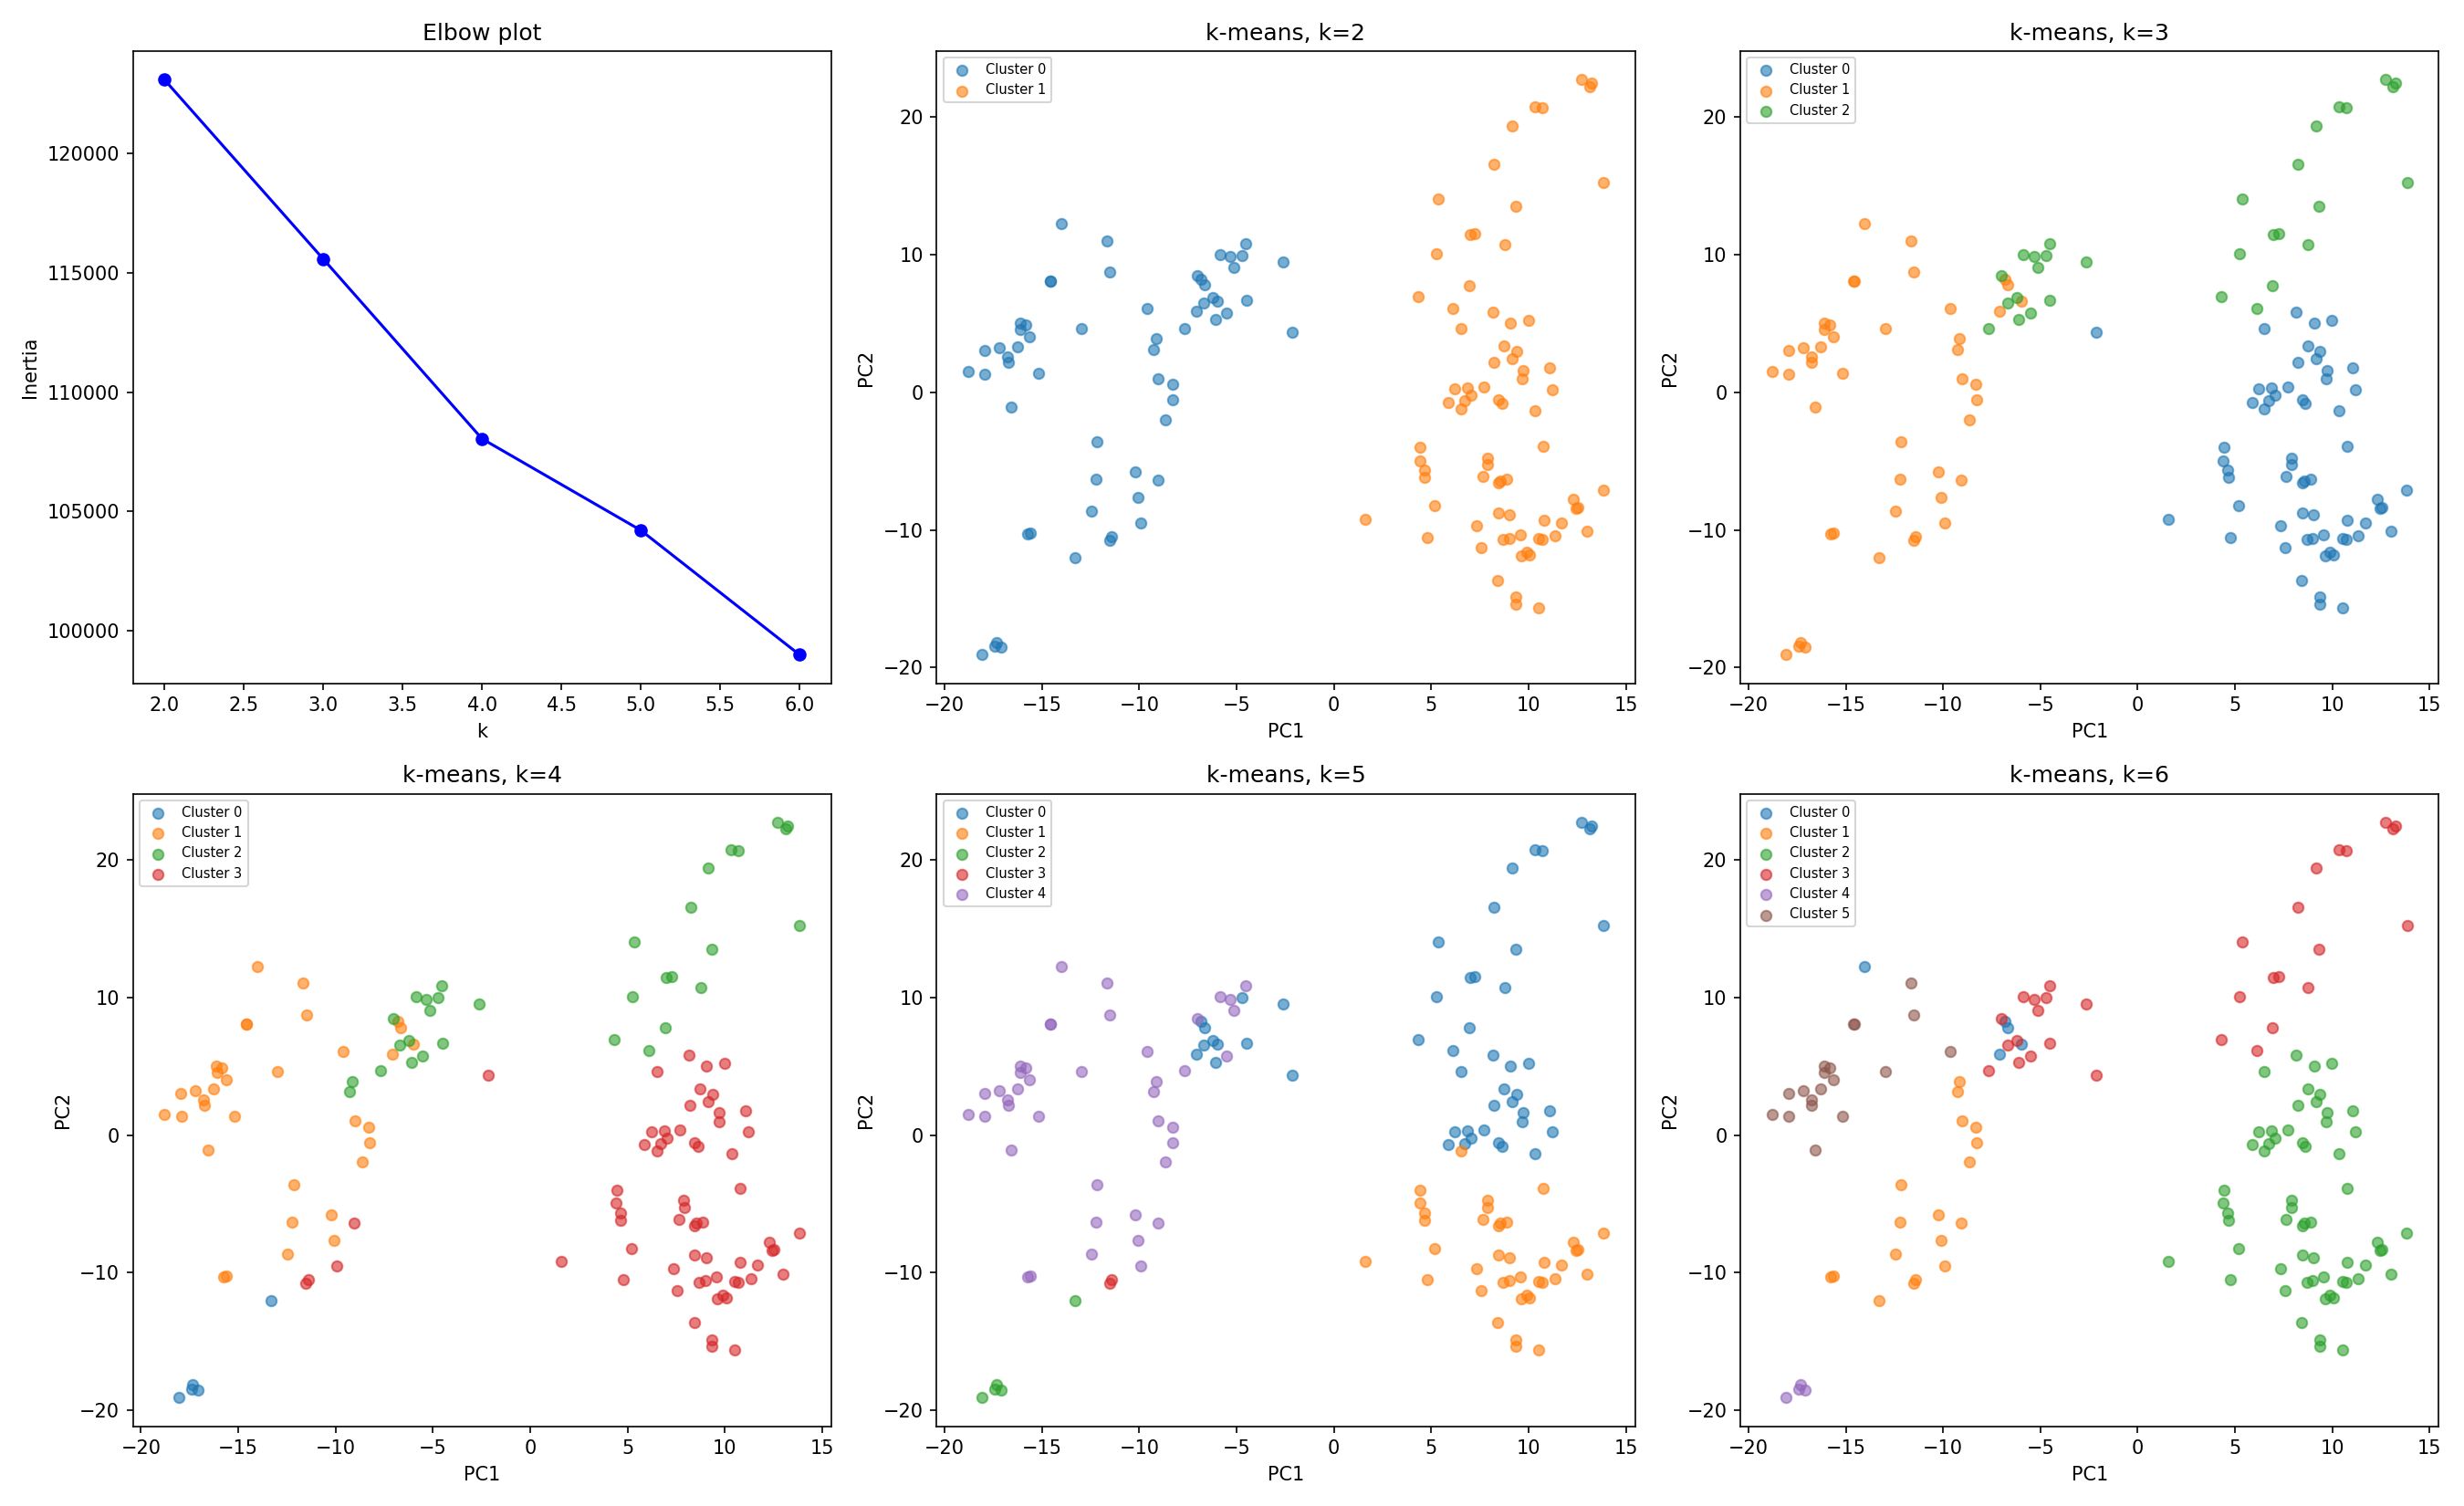 Elbow plot
Inertia
120000
115000
110000
105000
100000
2.0 2.5 3.0 3.5 4.0 4.5 5.0 5.5 6.0
k
k-means, k=2
Cluster 0
Cluster 1
PC2
20
10
0
−10
−20
−20 −15 −10 −5 0 5 10 15
PC1
k-means, k=3
Cluster 0
Cluster 1
Cluster 2
PC2
20
10
0
−10
−20
−20 −15 −10 −5 0 5 10 15
PC1
k-means, k=4
Cluster 0
Cluster 1
Cluster 2
Cluster 3
PC2
20
10
0
−10
−20
−20 −15 −10 −5 0 5 10 15
PC1
k-means, k=5
Cluster 0
Cluster 1
Cluster 2
Cluster 3
Cluster 4
PC2
20
10
0
−10
−20
−20 −15 −10 −5 0 5 10 15
PC1
k-means, k=6
Cluster 0
Cluster 1
Cluster 2
Cluster 3
Cluster 4
Cluster 5
PC2
20
10
0
−10
−20
−20 −15 −10 −5 0 5 10 15
PC1